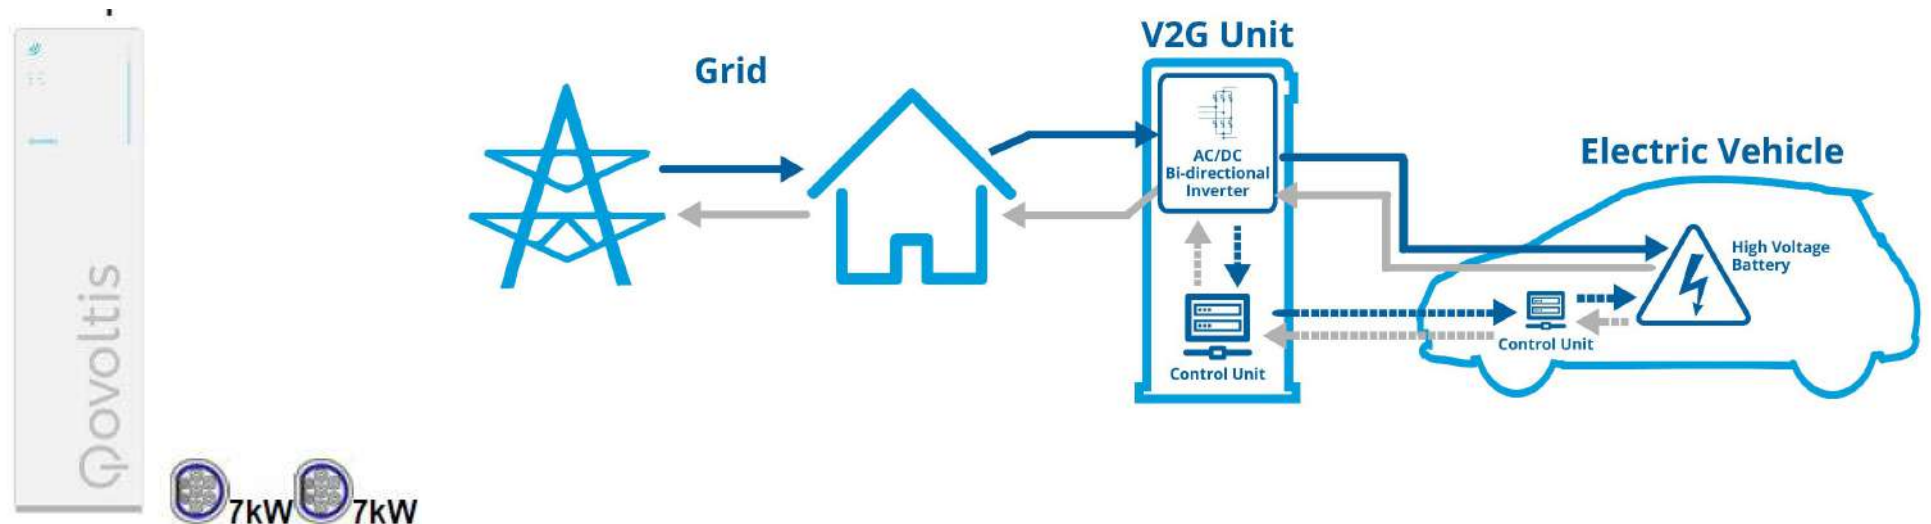 Qovoltis
7kW
7kW
Grid
V2G Unit
AC/DC
Bi-directional
Inverter
Control Unit
Electric Vehicle
High Voltage
Battery
Control Unit